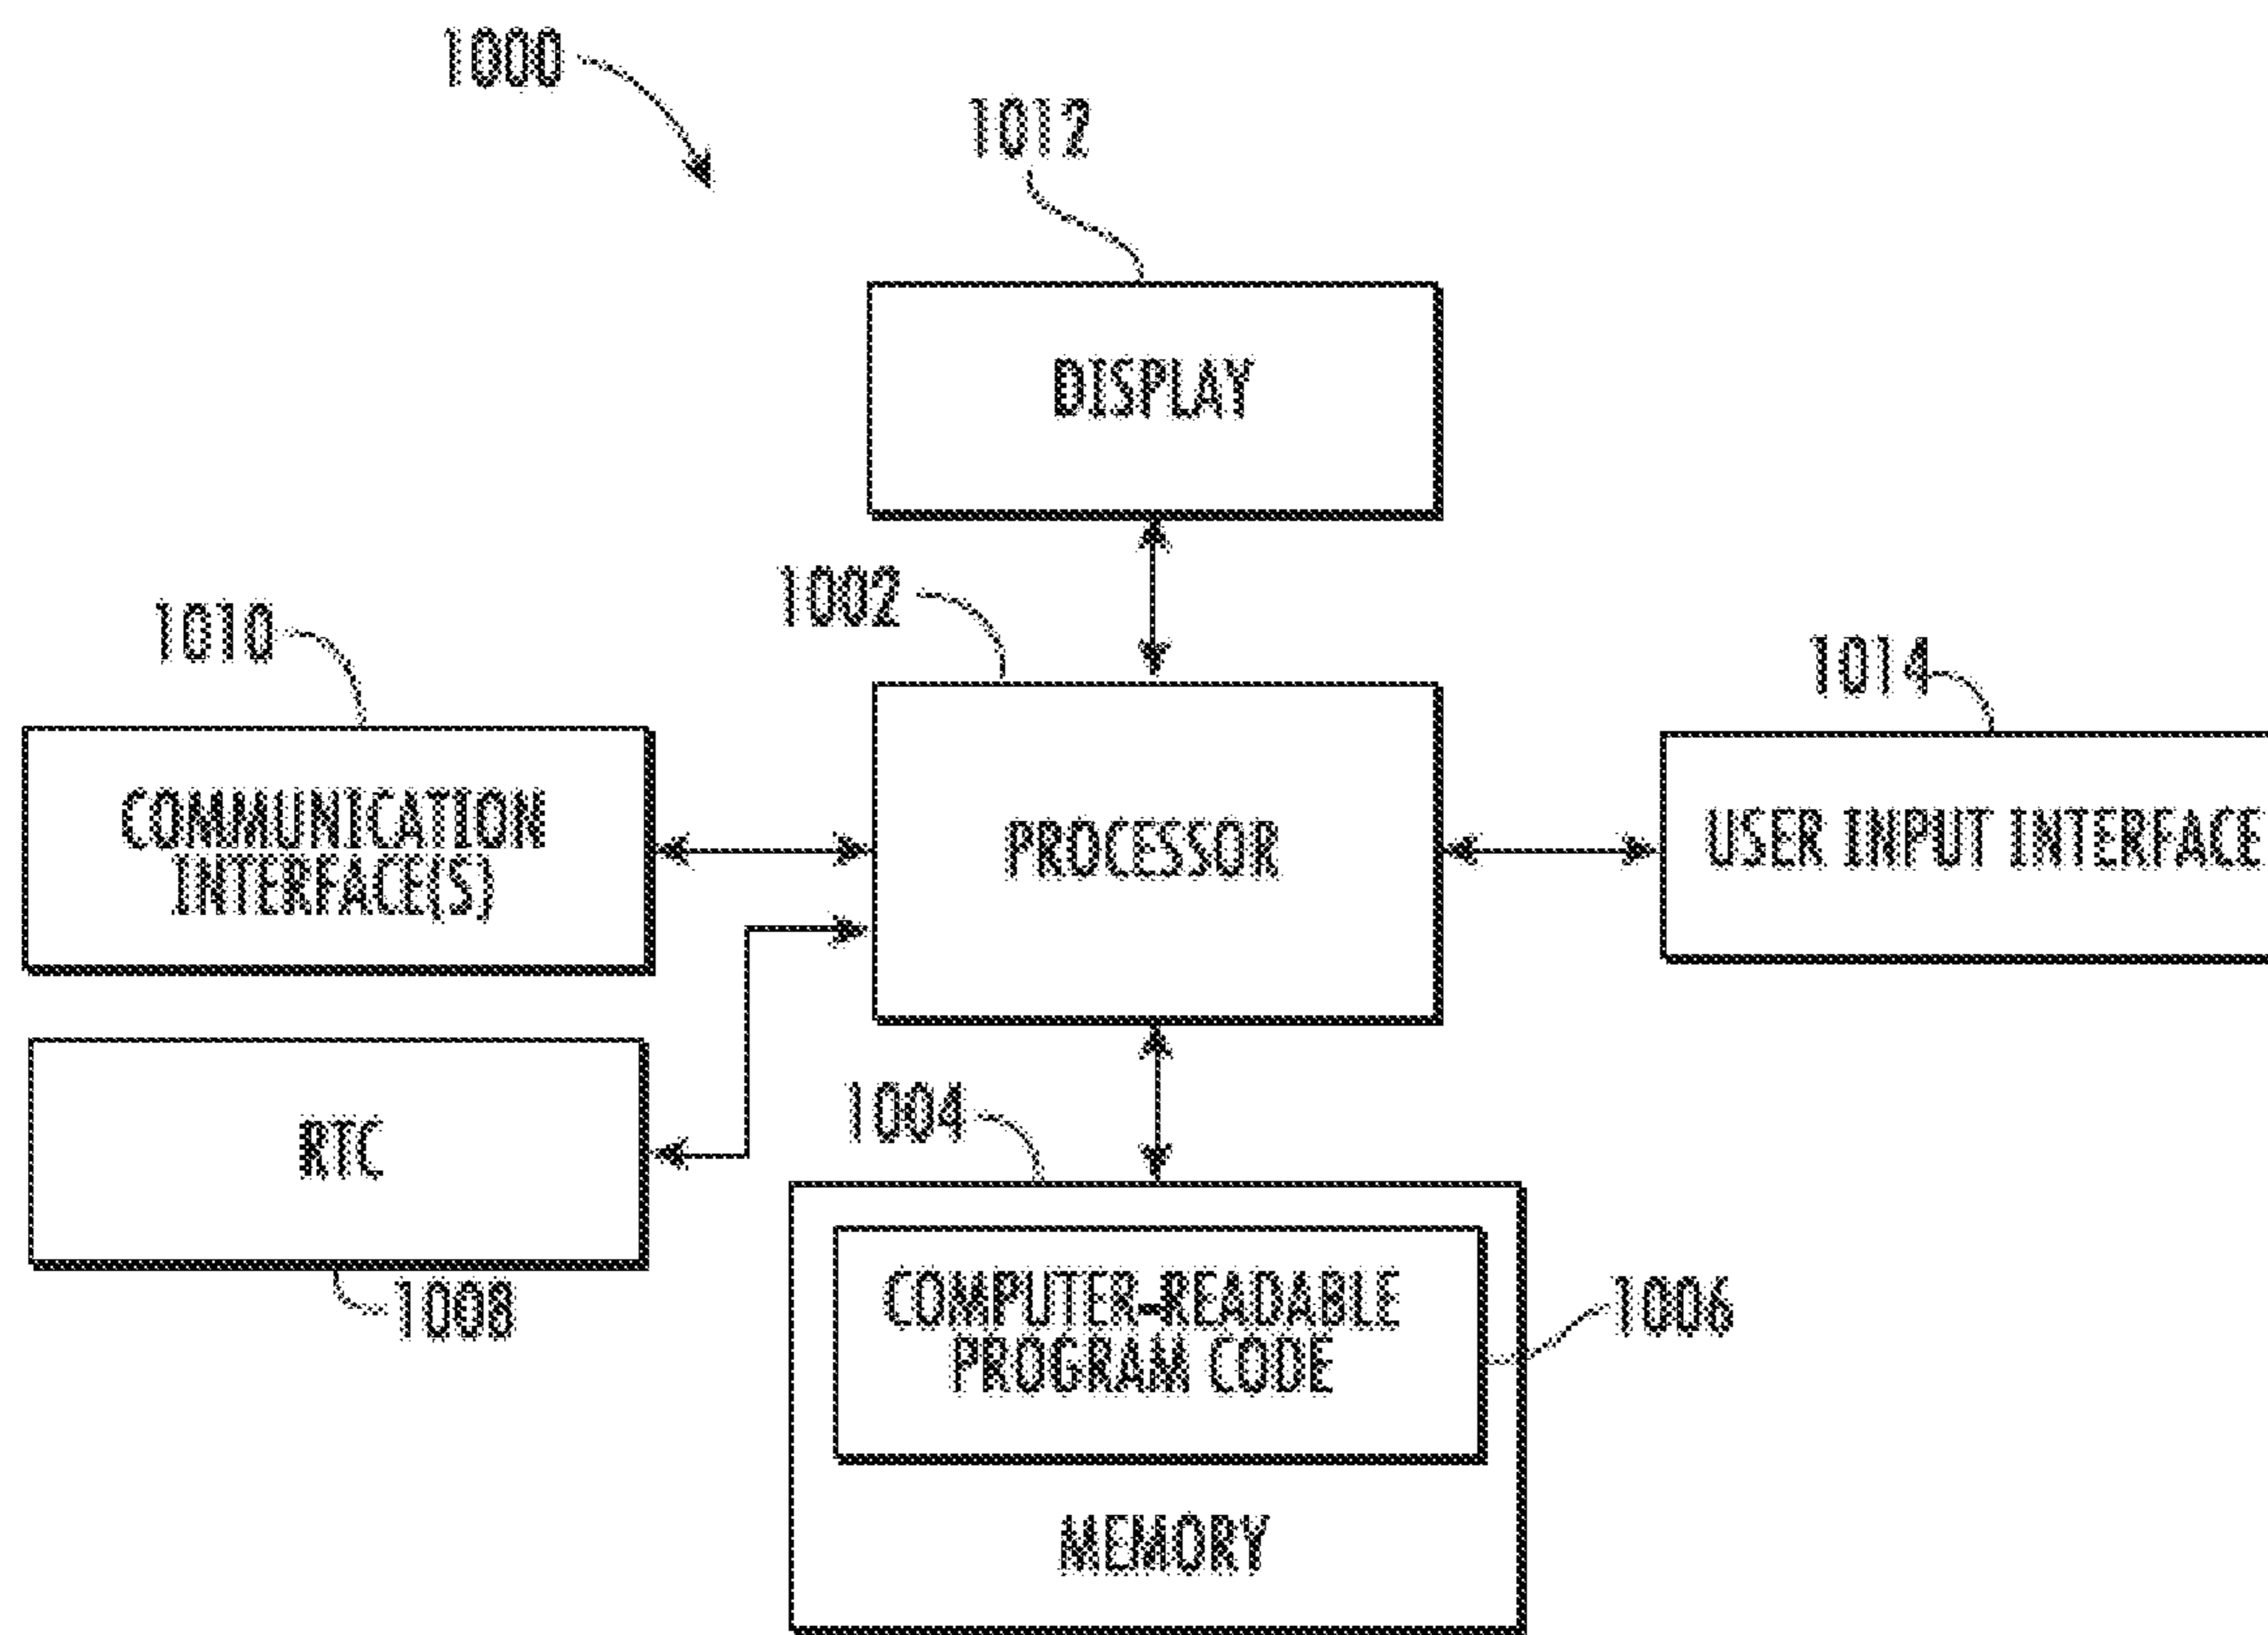 1000
1012
DISPLAY
1002
1010
1014
COMMUNICATION
INTERFACE(S)
PROCESSOR
USER INPUT INTERFACE
1004
RTC
1008
COMPUTER-READABLE
PROGRAM CODE
1006
MEMORY